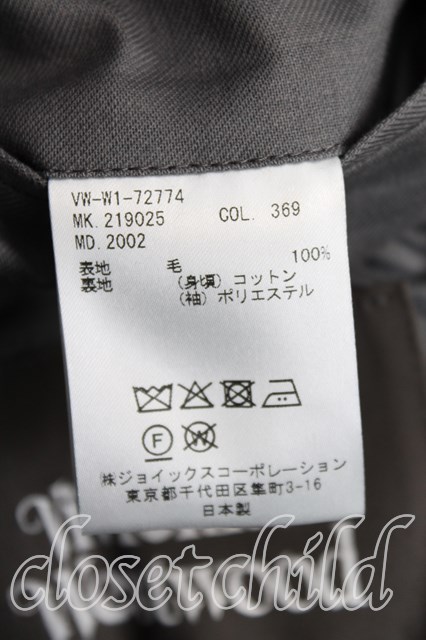 VW-W1-72774
MK.219025 COL. 369
MD.2002
表地 毛 100%
裏地 (身頃) コットン
(袖) ポリエステル
F W
㈱ジョイックスコーポレーション
東京都千代田区隼町3-16
日本製
closetchild